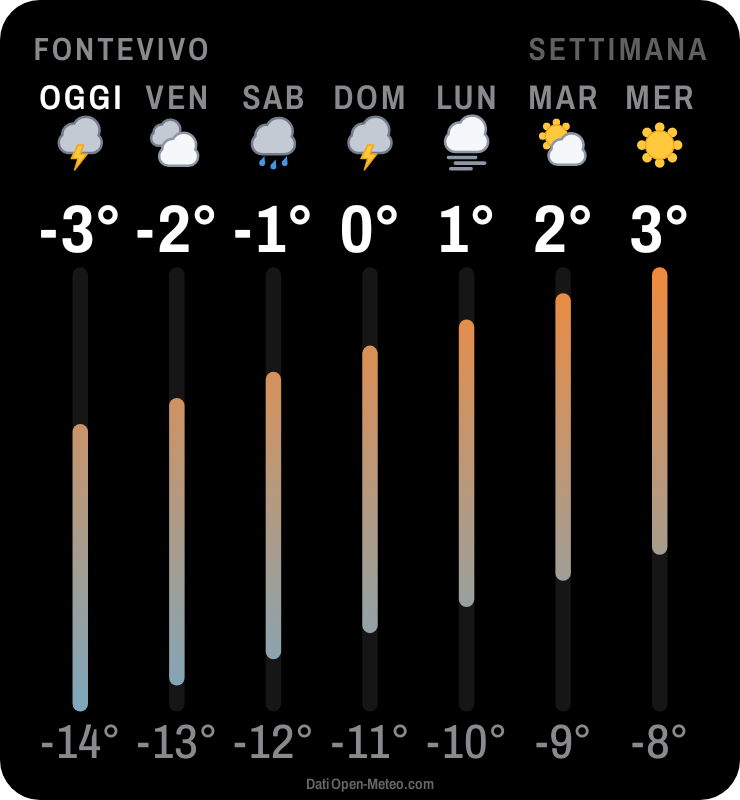 FONTEVIVO SETTIMANA
OGGI VEN SAB DOM LUN MAR MER
-3° -2° -1° 0° 1° 2° 3°
-14° -13° -12° -11° -10° -9° -8°
Dati Open-Meteo.com